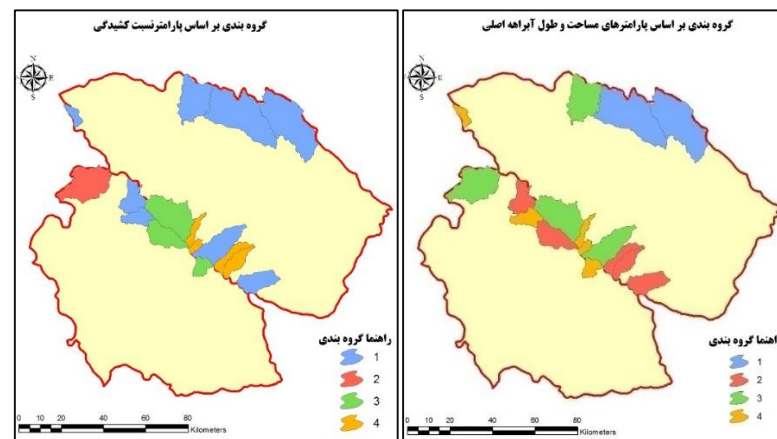 گروه بندی بر اساس پارامترنسبت کشیدگی
N
E
S
راهنما گروه بندی
1
2
3
4
0 5 10 20 40 60 80
Kilometers
گروه بندی بر اساس پارامترهای مساحت و طول آبراهه اصلی
N
E
S
راهنما گروه بندی
1
2
3
4
0 5 10 20 40 60 80
Kilometers